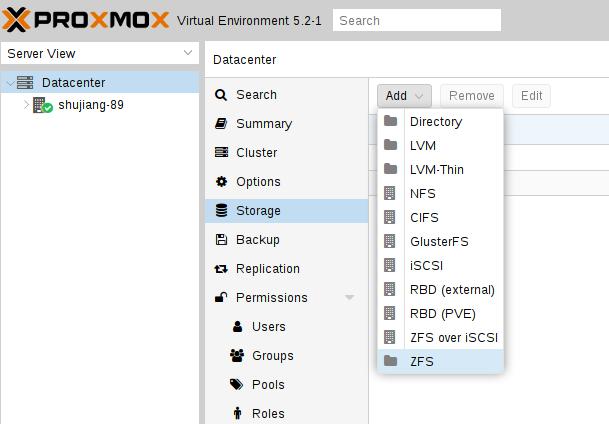 PROXMOX Virtual Environment 5.2-1 Search
Server View
Datacenter
shujiang-89
Datacenter
Search
Summary
Cluster
Options
Storage
Backup
Replication
Permissions
Users
Groups
Pools
Roles
Add Remove Edit
Directory
LVM
LVM-Thin
NFS
CIFS
GlusterFS
iSCSI
RBD (external)
RBD (PVE)
ZFS over iSCSI
ZFS